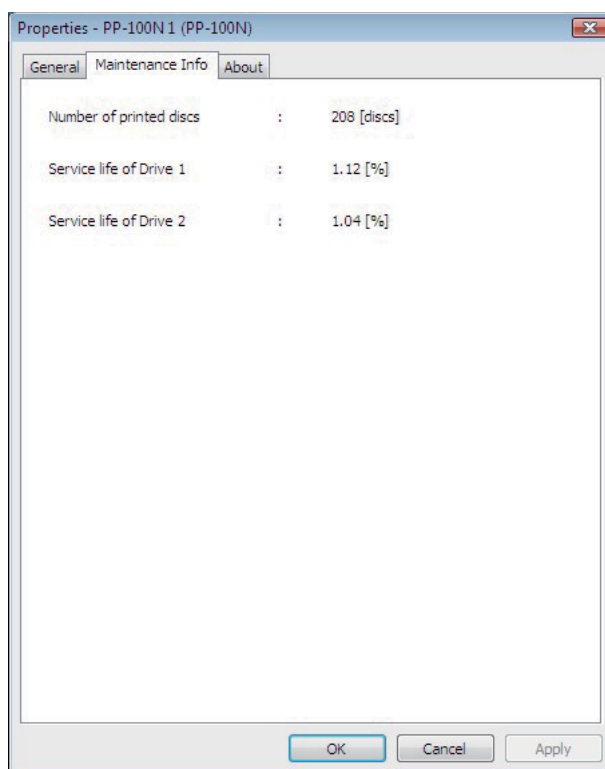 Properties - PP-100N 1 (PP-100N)
General Maintenance Info About
Number of printed discs : 208 [discs]
Service life of Drive 1 : 1.12 [%]
Service life of Drive 2 : 1.04 [%]
OK Cancel Apply